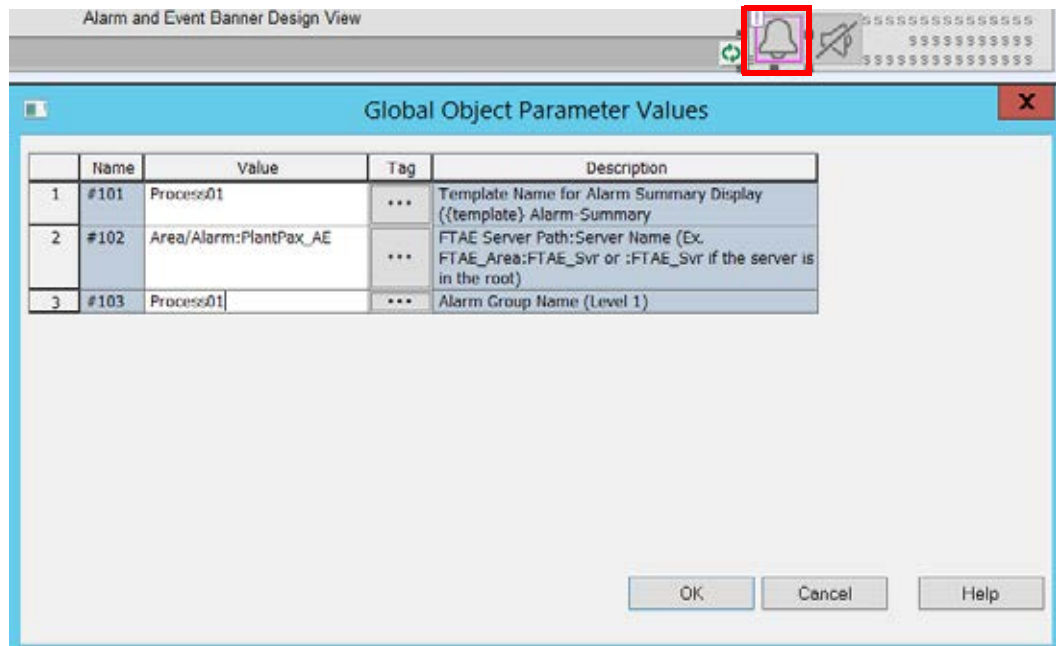 Alarm and Event Banner Design View
!
sssssssssssssss
sssssssssss
sssssssssssssss
Global Object Parameter Values
x
Name Value Tag Description
1 #101 Process01 ... Template Name for Alarm Summary Display
({template} Alarm-Summary
2 #102 Area/Alarm:PlantPax_AE ... FTAE Server Path:Server Name (Ex.
FTAE_Area:FTAE_Svr or :FTAE_Svr if the server is
in the root)
3 #103 Process01 ... Alarm Group Name (Level 1)
OK Cancel Help